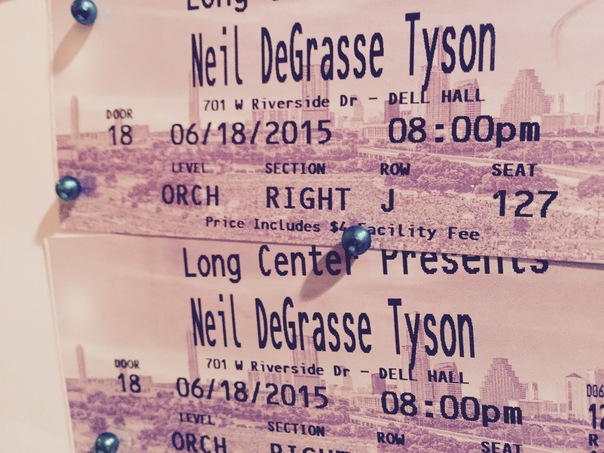 Long
Neil DeGrasse Tyson
701 W Riverside Dr - DELL HALL
DOOR
18 06/18/2015 08:00pm
LEVEL SECTION ROW SEAT
ORCH RIGHT J 127
Price Includes $4 Facility Fee
Long Center Presents
Neil DeGrasse Tyson
701 W Riverside Dr - DELL HALL
DOOR
18 06/18/2015 08:00pm
LEVEL SECTION ROW SEAT
ORCH